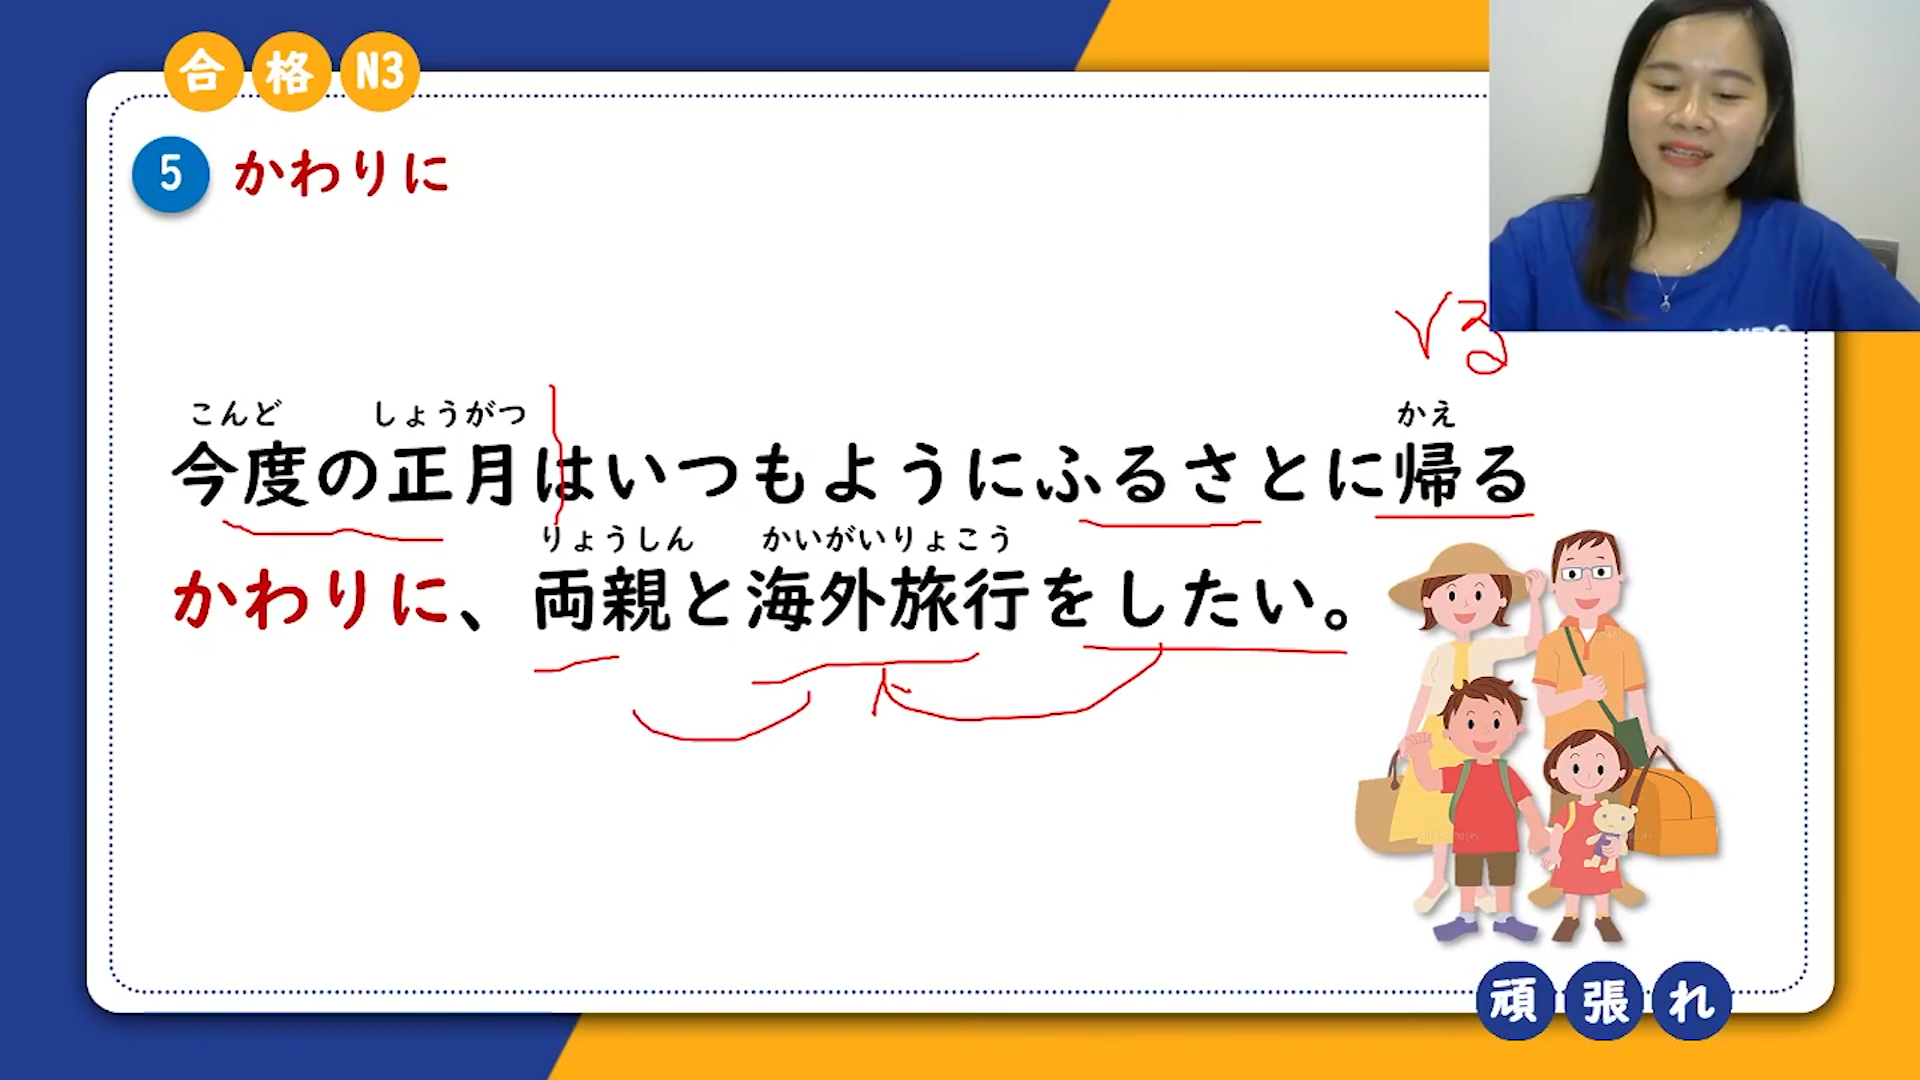 合格N3
5 かわりに
Vる
こんど しょうがつ かえ
今度の正月はいつもようにふるさとに帰る
りょうしん かいがいりょこう
かわりに、両親と海外旅行をしたい。
頑張れ